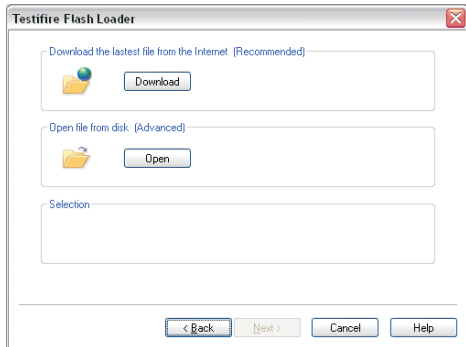 Testifire Flash Loader
Download the lastest file from the Internet (Recommended)
Download
Open file from disk (Advanced)
Open
Selection
< Back
Next >
Cancel
Help